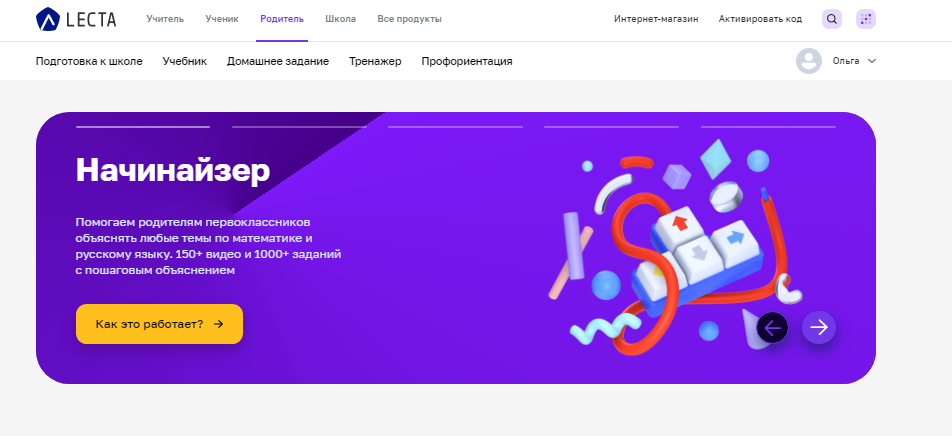 LECTA
Учитель Ученик Родитель Школа Все продукты
Интернет-магазин Активировать код
Подготовка к школе Учебник Домашнее задание Тренажер Профориентация
Ольга
Начинайзер
Помогаем родителям первоклассников
объяснять любые темы по математике и
русскому языку. 150+ видео и 1000+ заданий
с пошаговым объяснением
Как это работает?